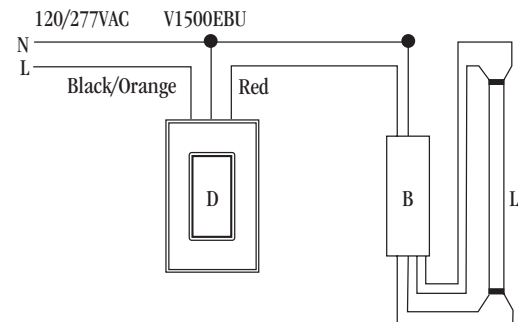 120/277VAC V1500EBU
N
L
Black/Orange Red
D B L